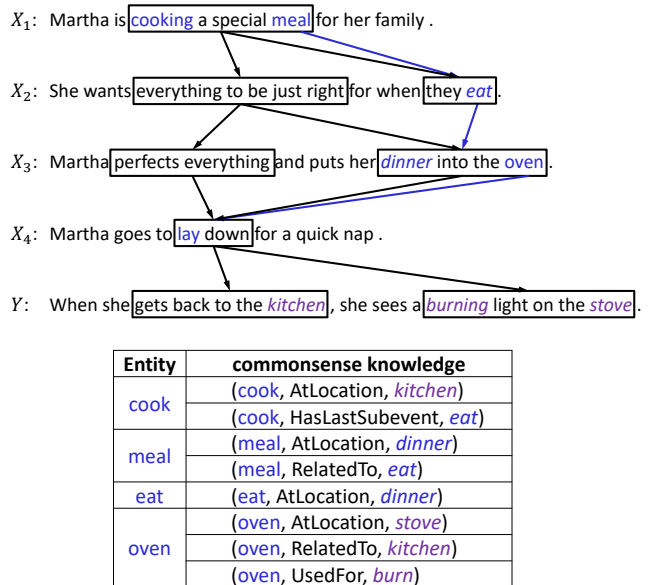 X₁: Martha is cooking a special meal for her family .
X₂: She wants everything to be just right for when they eat .
X₃: Martha perfects everything and puts her dinner into the oven .
X₄: Martha goes to lay down for a quick nap .
Y: When she gets back to the kitchen , she sees a burning light on the stove .
Entity commonsense knowledge
cook (cook, AtLocation, kitchen)
(cook, HasLastSubevent, eat)
meal (meal, AtLocation, dinner)
(meal, RelatedTo, eat)
eat (eat, AtLocation, dinner)
oven (oven, AtLocation, stove)
(oven, RelatedTo, kitchen)
(oven, UsedFor, burn)